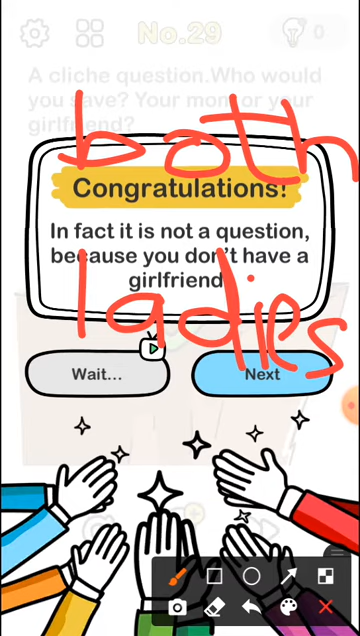 No.29
0
A cliche question.Who would
you save? Your mom or your
girlfriend?
both
Congratulations!
In fact it is not a question,
because you don't have a
girlfriend
ladies
Wait...
Next